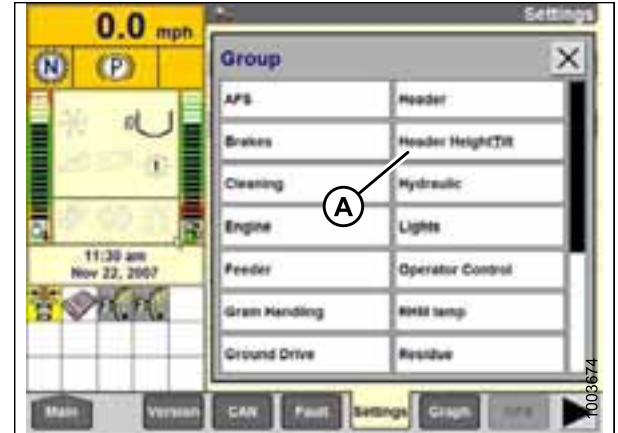 0.0 mph
Settings
N
P
Group
X
AFS
Header
Brakes
Header Height/Tilt
Cleaning
Hydraulic
A
Engine
Lights
11:30 am
Nov 22, 2007
Feeder
Operator Control
Grain Handling
RHM lamp
Ground Drive
Residue
1003674
Main
Version
CAN
Fault
Settings
Graph